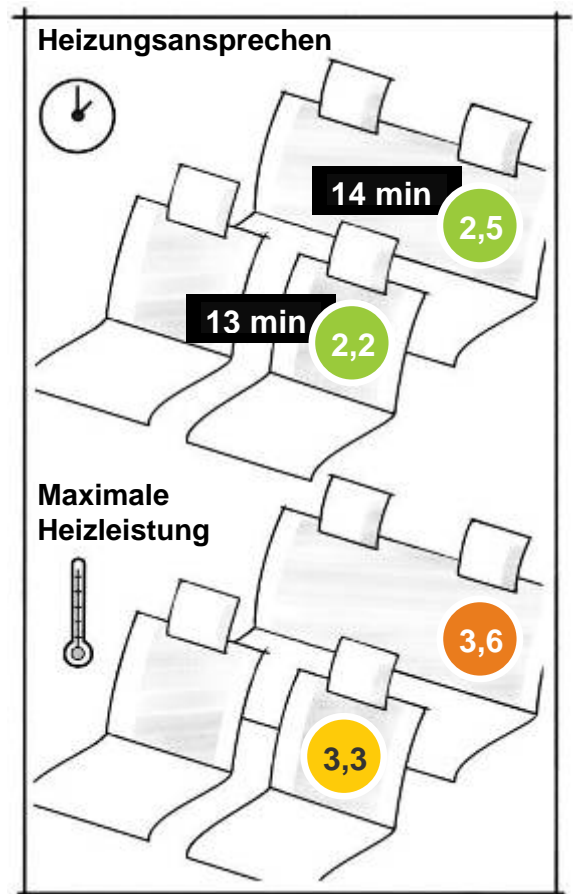 Heizungsansprechen
14 min
2,5
13 min
2,2
Maximale
Heizleistung
3,6
3,3